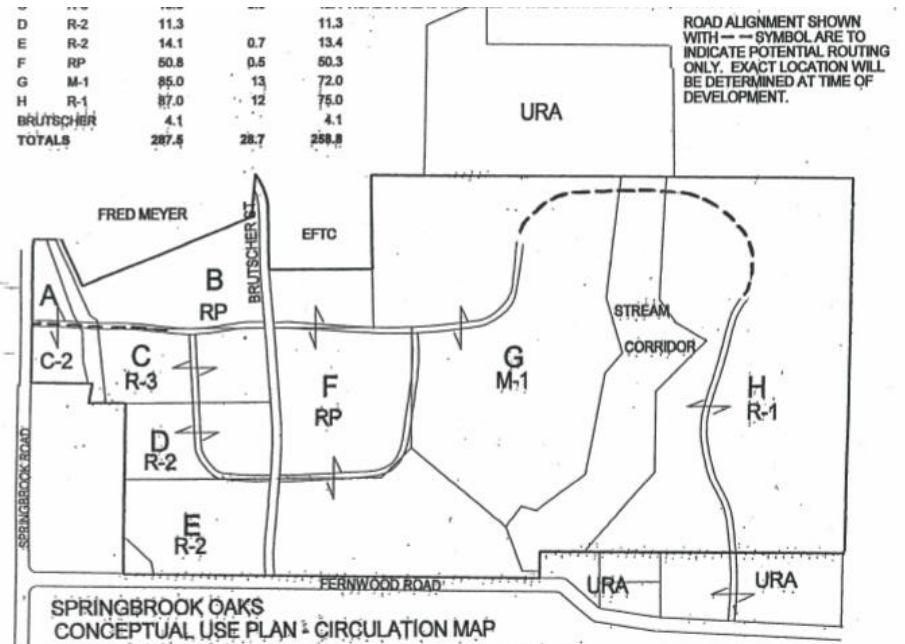 D R-2 11.3 11.3
E R-2 14.1 0.7 13.4
F RP 50.8 0.5 50.3
G M-1 85.0 13 72.0
H R-1 87.0 12 75.0
BRUTSCHER 4.1 4.1
TOTALS 287.5 28.7 258.8
ROAD ALIGNMENT SHOWN
WITH — — SYMBOL ARE TO
INDICATE POTENTIAL ROUTING
ONLY. EXACT LOCATION WILL
BE DETERMINED AT TIME OF
DEVELOPMENT.
URA
FRED MEYER
BRUTSCHER ST.
EFTC
A
B
RP
STREAM
CORRIDOR
C-2
C
R-3
F
RP
G
M-1
H
R-1
D
R-2
SPRINGBROOK ROAD
E
R-2
FERNWOOD ROAD
URA
URA
SPRINGBROOK OAKS
CONCEPTUAL USE PLAN - CIRCULATION MAP